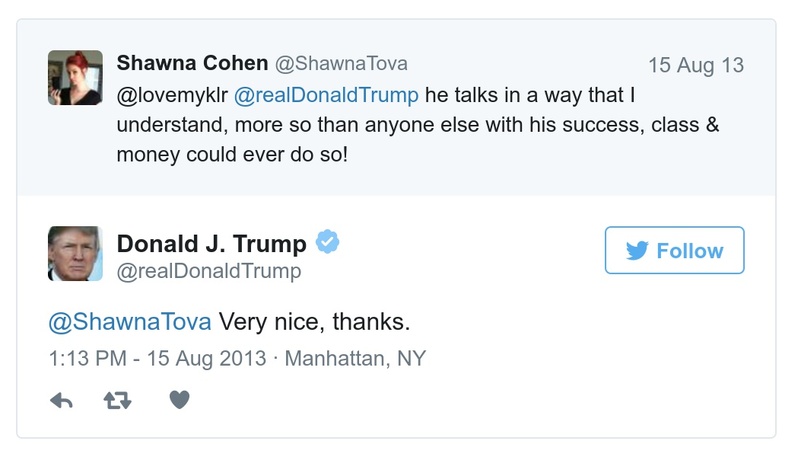 Shawna Cohen @ShawnaTova 15 Aug 13
@lovemyklr @realDonaldTrump he talks in a way that I
understand, more so than anyone else with his success, class &
money could ever do so!
Donald J. Trump
@realDonaldTrump
Follow
@ShawnaTova Very nice, thanks.
1:13 PM - 15 Aug 2013 · Manhattan, NY